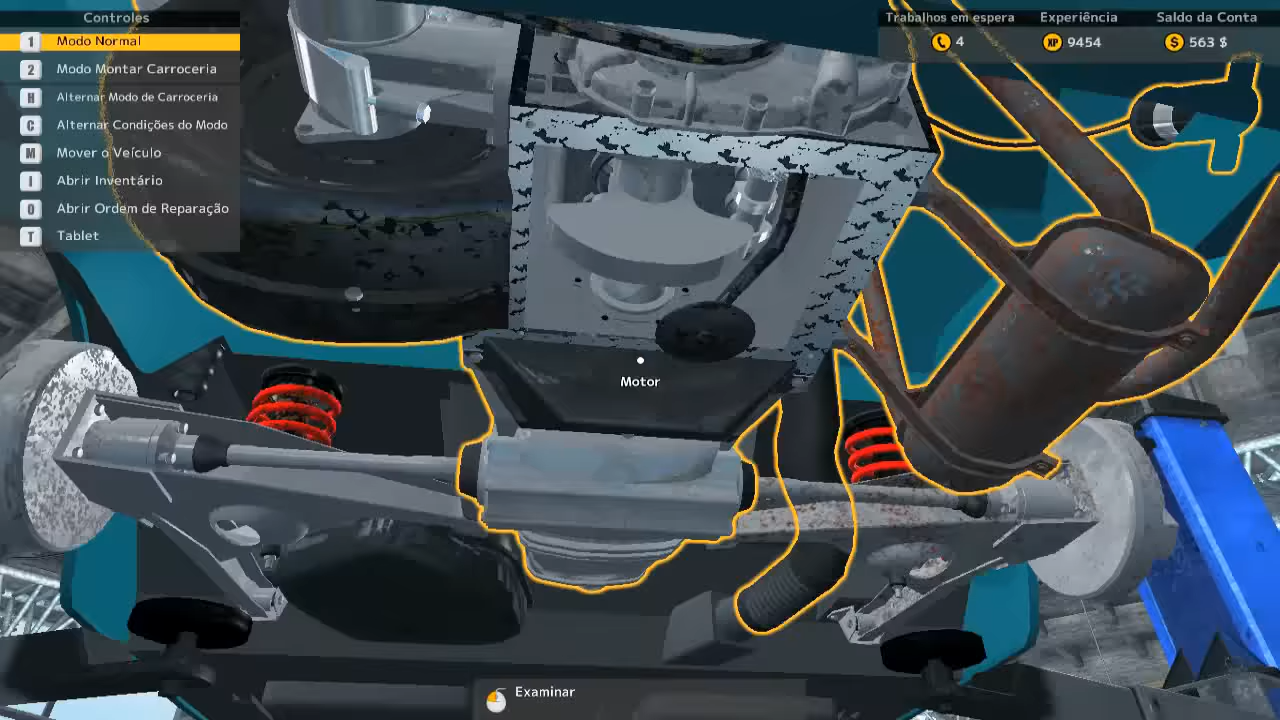 Controles
1 Modo Normal
2 Modo Montar Carroceria
H Alternar Modo de Carroceria
C Alternar Condições do Modo
M Mover o Veículo
I Abrir Inventário
O Abrir Ordem de Reparação
T Tablet
Trabalhos em espera Experiência Saldo da Conta
4 XP 9454 $ 563 $
Motor
Examinar